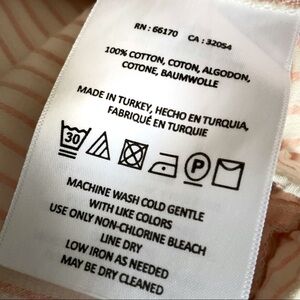 RN : 66170 CA : 32054
100% COTTON, COTON, ALGODON,
COTONE, BAUMWOLLE
MADE IN TURKEY, HECHO EN TURQUIA,
FABRIQUÉ EN TURQUIE
30 P
MACHINE WASH COLD GENTLE
WITH LIKE COLORS
USE ONLY NON-CHLORINE BLEACH
LINE DRY
LOW IRON AS NEEDED
MAY BE DRY CLEANED